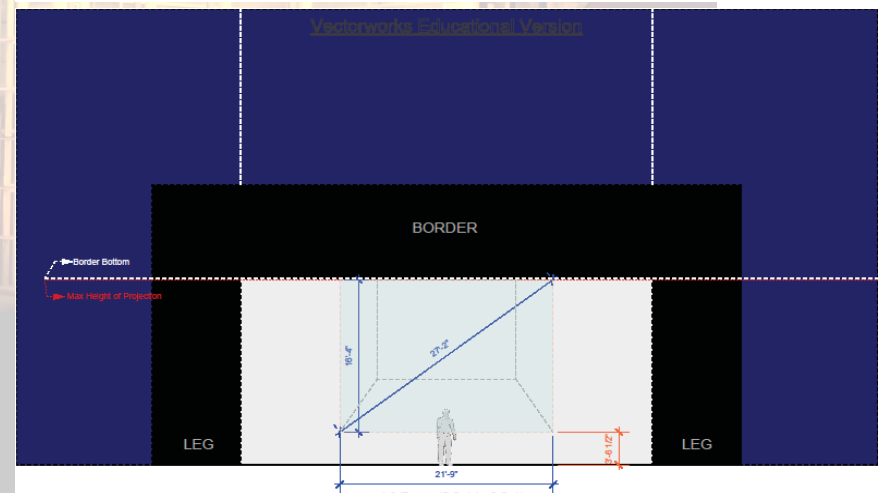 Vectorworks Educational Version
BORDER
Border Bottom
Max Height of Projection
16'-4"
27'-2"
LEG
3'-6 1/2"
LEG
21'-9"